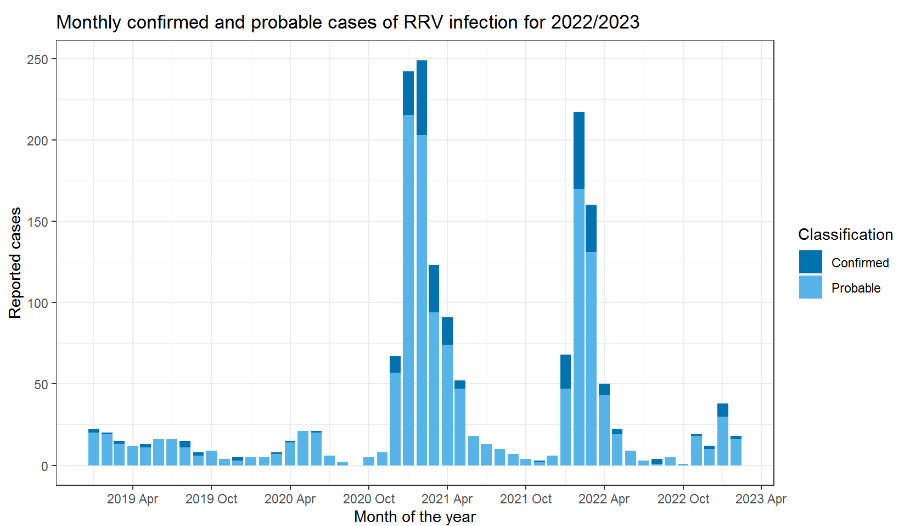 Monthly confirmed and probable cases of RRV infection for 2022/2023
250
200
150
100
50
0
Reported cases
2019 Apr
2019 Oct
2020 Apr
2020 Oct
2021 Apr
2021 Oct
2022 Apr
2022 Oct
2023 Apr
Month of the year
Classification
Confirmed
Probable